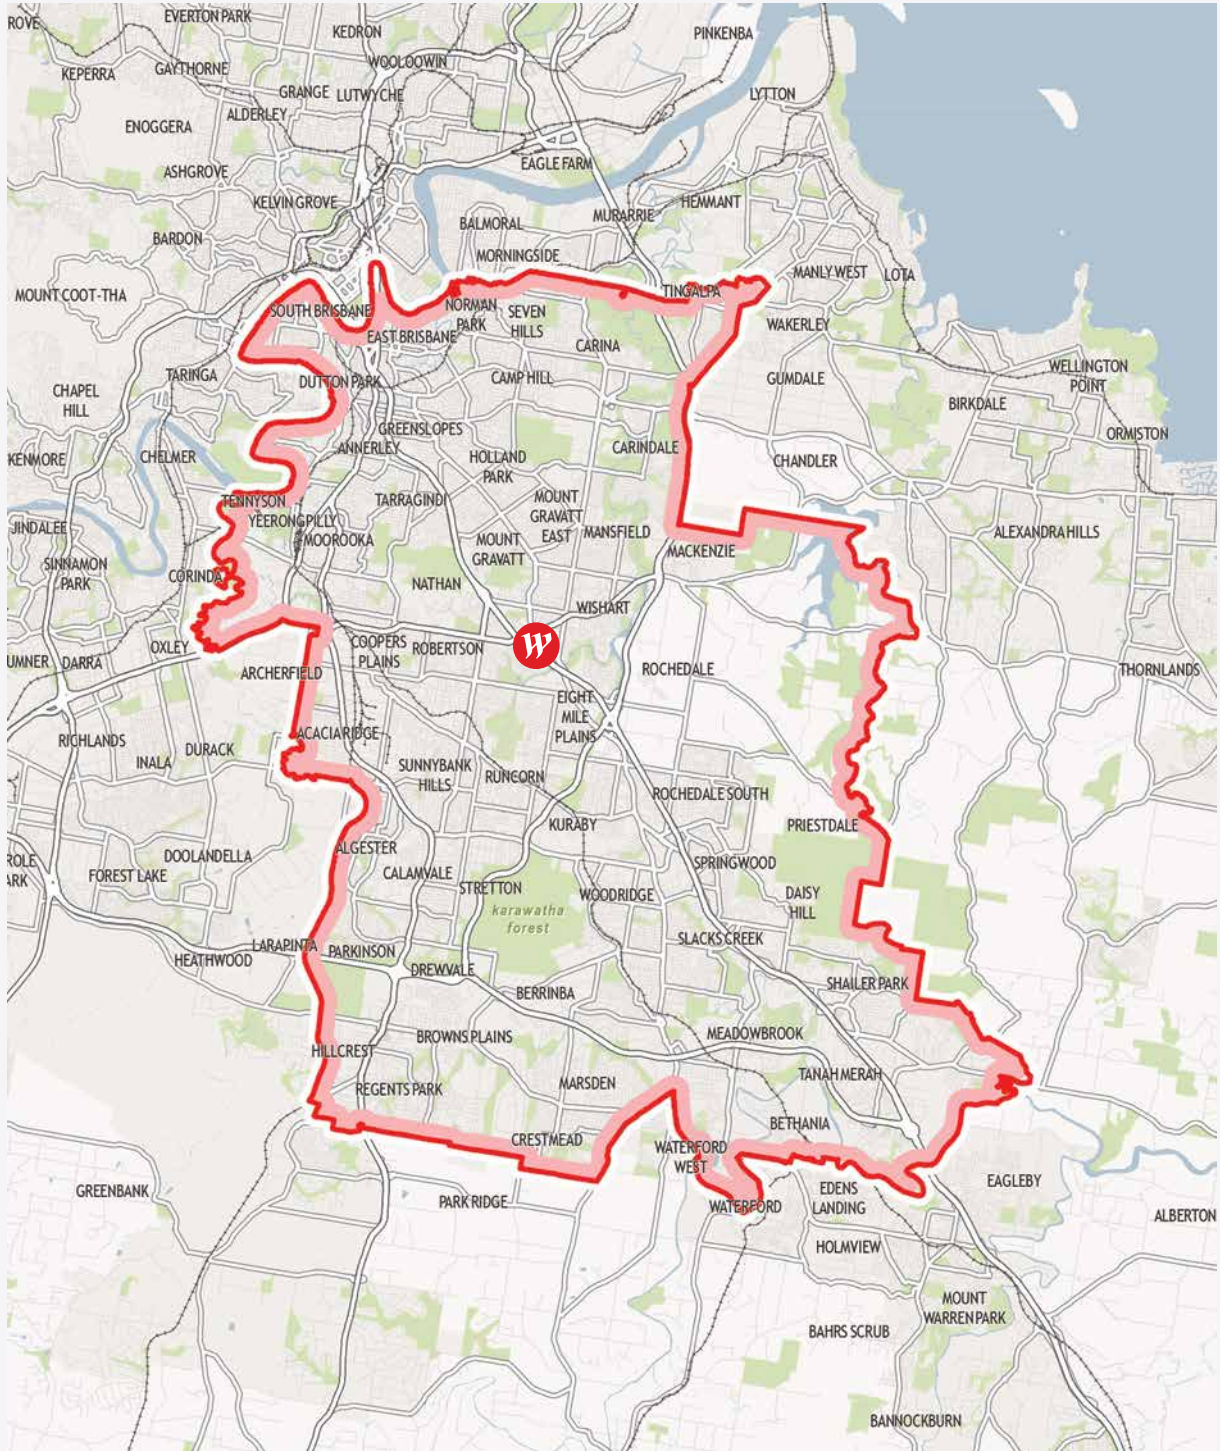 ROVE
EVERTON PARK
KEDRON
PINKENBA
WOOLOOWIN
KEPERRA
GAYTHORNE
GRANGE
LUTWYCHE
LYTTON
ALDERLEY
ENOGGERA
EAGLE FARM
ASHGROVE
KELVIN GROVE
HEMMANT
MURARRIE
BALMORAL
BARDON
MORNINGSIDE
MANLY WEST
LOTA
MOUNT COOT-THA
TINGALPA
SOUTH BRISBANE
NORMAN
PARK
SEVEN
HILLS
WAKERLEY
EAST BRISBANE
CARINA
TARINGA
DUTTON PARK
CAMP HILL
GUMDALE
WELLINGTON
POINT
CHAPEL
HILL
BIRKDALE
GREENSLOPES
ORMISTON
ANNERLEY
CARINDALE
KENMORE
CHELMER
HOLLAND
PARK
CHANDLER
TENNYSON
TARRAGINDI
MOUNT
GRAVATT
EAST
YEERONGPILLY
JINDALEE
MOOROOKA
MOUNT
GRAVATT
MANSFIELD
ALEXANDRA HILLS
MACKENZIE
SINNAMON
PARK
CORINDA
NATHAN
WISHART
OXLEY
COOPERS
PLAINS
ROBERTSON
W
UMNER
DARRA
ARCHERFIELD
ROCHEDALE
THORNLANDS
EIGHT
MILE
PLAINS
ACACIA RIDGE
RICHLANDS
DURACK
INALA
SUNNYBANK
HILLS
RUNCORN
ROCHEDALE SOUTH
KURABY
PRIESTDALE
ALGESTER
DOOLANDELLA
ROLE
ARK
FOREST LAKE
CALAMVALE
SPRINGWOOD
STRETTON
WOODRIDGE
DAISY
HILL
karawatha
forest
LARAPINTA
PARKINSON
SLACKS CREEK
HEATHWOOD
DREWVALE
BERRINBA
SHAILER PARK
BROWNS PLAINS
MEADOWBROOK
HILLCREST
TANAH MERAH
REGENTS PARK
MARSDEN
BETHANIA
CRESTMEAD
WATERFORD
WEST
GREENBANK
PARK RIDGE
WATERFORD
EDENS
LANDING
EAGLEBY
ALBERTON
HOLMVIEW
MOUNT
WARREN PARK
BAHRS SCRUB
BANNOCKBURN